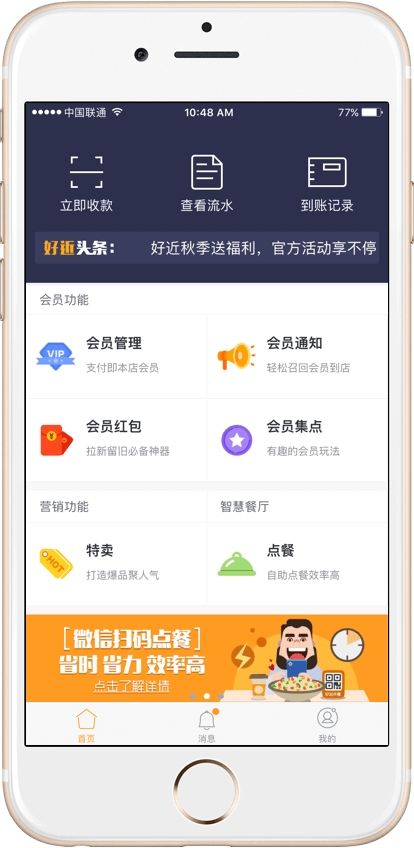 中国联通 10:48 AM 77%
立即收款 查看流水 到账记录
好近头条： 好近秋季送福利，官方活动享不停
会员功能
会员管理 会员通知
支付即本店会员 轻松召回会员到店
会员红包 会员集点
拉新留旧必备神器 有趣的会员玩法
营销功能 智慧餐厅
特卖 点餐
打造爆品聚人气 自助点餐效率高
VIP
HOT
[微信扫码点餐]
省时 省力 效率高
点击了解详情
首页 消息 我的